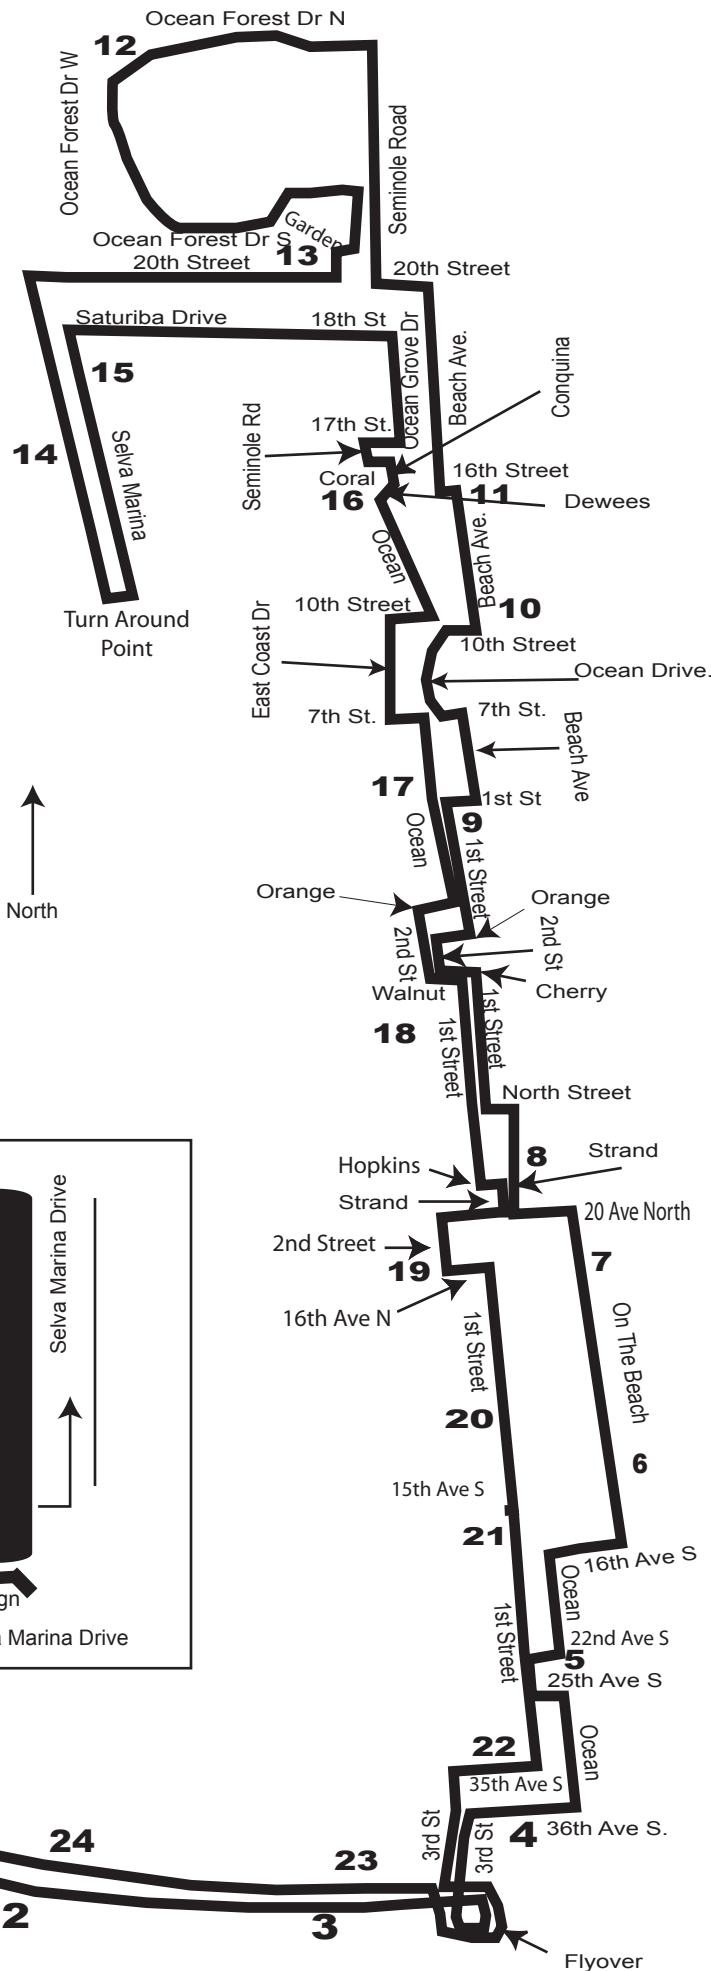 Ocean Forest Dr N
12
Ocean Forest Dr W
Seminole Road
Garden
Ocean Forest Dr S
13
20th Street
20th Street
Saturiba Drive
18th St
Ocean Grove Dr
Beach Ave.
Conquina
15
14
Selva Marina
17th St.
Seminole Rd
16th Street
Coral
16
11
Dewees
Ocean
Beach Ave.
10
10th Street
Turn Around
Point
East Coast Dr
10th Street
Ocean Drive.
7th St.
7th St.
Beach Ave
17
1st St
9
Ocean
1st Street
North
Orange
Orange
2nd St
2nd St
Walnut
Cherry
18
1st Street
1st Street
North Street
8
Strand
Hopkins
Strand
20 Ave North
2nd Street
19
7
16th Ave N
1st Street
On The Beach
20
6
15th Ave S
21
16th Ave S
Ocean
1st Street
22nd Ave S
5
25th Ave S
22
Ocean
35th Ave S
3rd St
3rd St
4
36th Ave S.
24
23
2
3
Flyover
Selva Marina Drive
gn
a Marina Drive